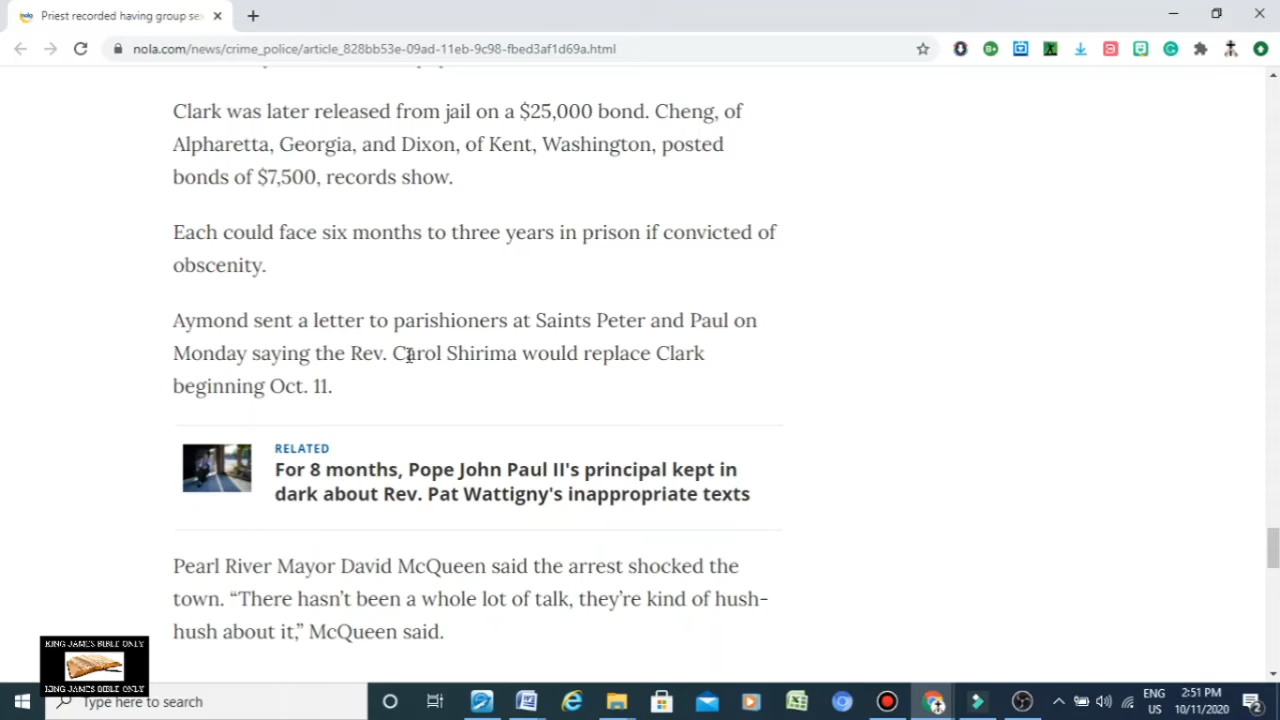 Priest recorded having group se
nola.com/news/crime_police/article_828bb53e-09ad-11eb-9c98-fbed3af1d69a.html
Clark was later released from jail on a $25,000 bond. Cheng, of
Alpharetta, Georgia, and Dixon, of Kent, Washington, posted
bonds of $7,500, records show.
Each could face six months to three years in prison if convicted of
obscenity.
Aymond sent a letter to parishioners at Saints Peter and Paul on
Monday saying the Rev. Carol Shirima would replace Clark
beginning Oct. 11.
RELATED
For 8 months, Pope John Paul II's principal kept in
dark about Rev. Pat Wattigny's inappropriate texts
Pearl River Mayor David McQueen said the arrest shocked the
town. “There hasn’t been a whole lot of talk, they’re kind of hush-
hush about it,” McQueen said.
KING JAMES BIBLE ONLY
KING JAMES BIBLE ONLY
Type here to search
ENG
US
2:51 PM
10/11/2020
2